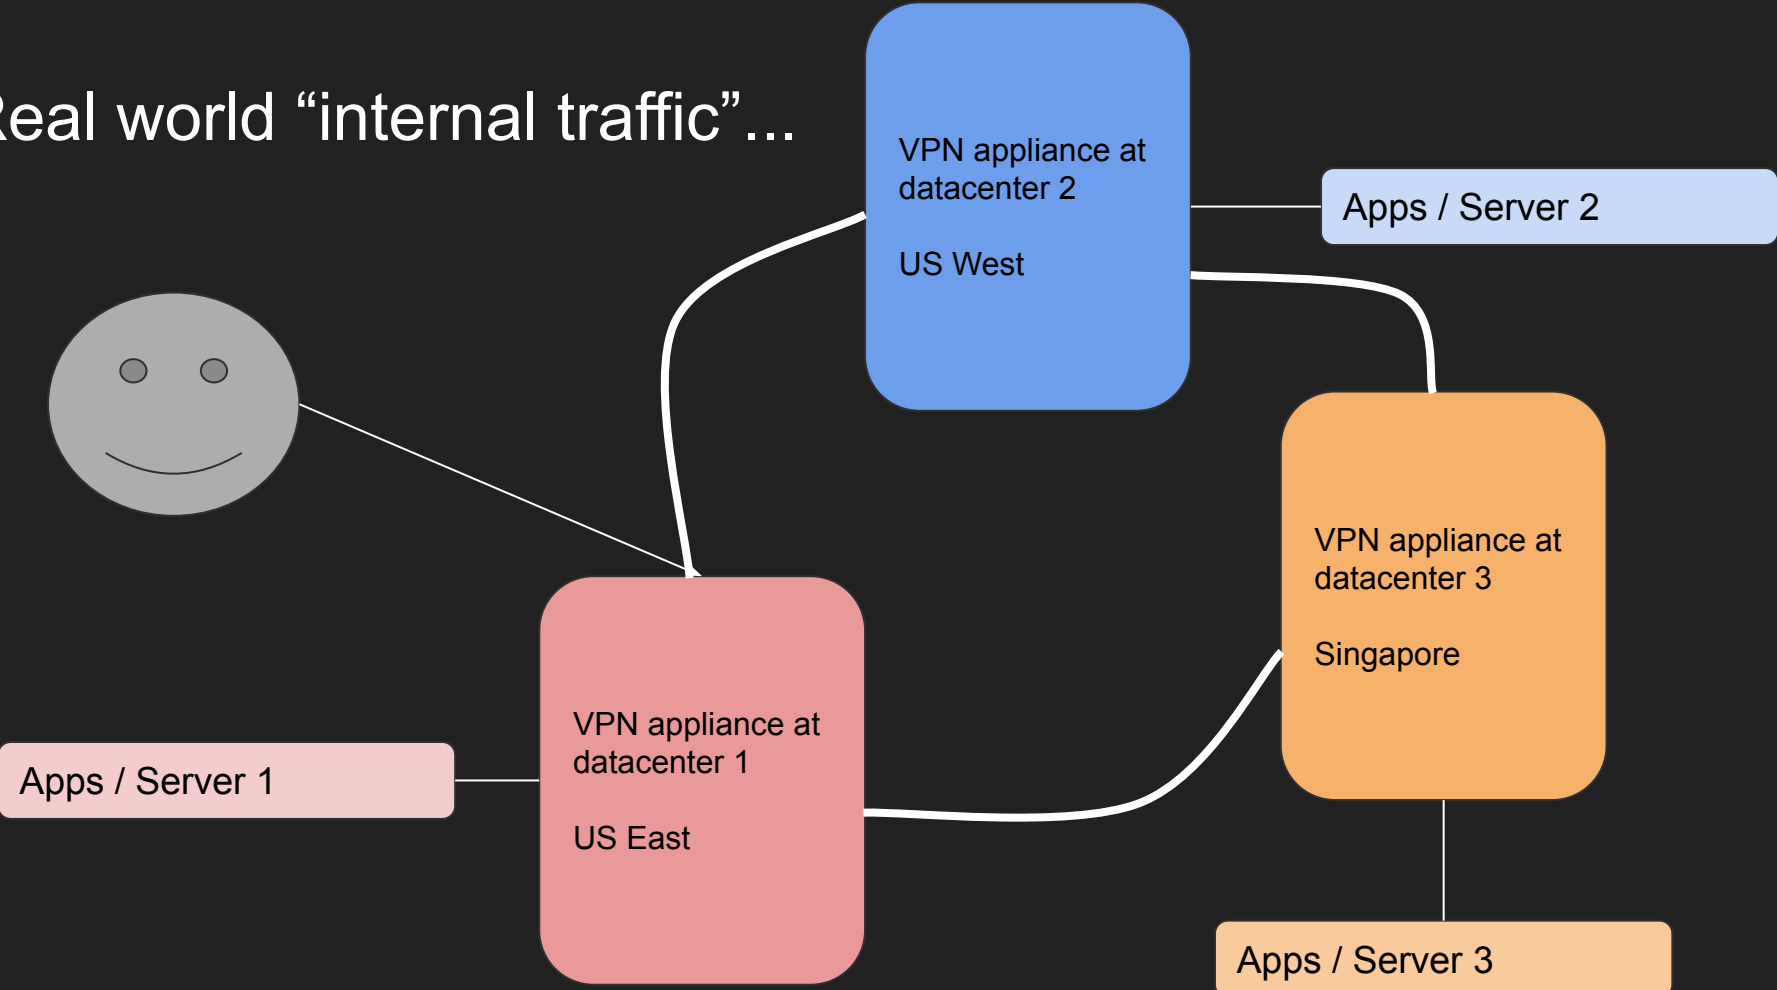 Real world “internal traffic”...
VPN appliance at
datacenter 2
US West
Apps / Server 2
VPN appliance at
datacenter 3
Singapore
VPN appliance at
datacenter 1
US East
Apps / Server 1
Apps / Server 3